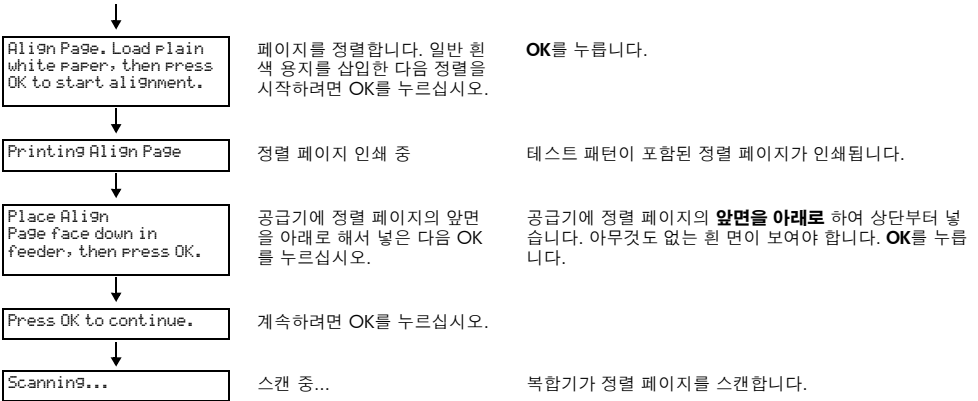 Align Page. Load plain
white paper, then press
OK to start alignment.
페이지를 정렬합니다. 일반 흰
색 용지를 삽입한 다음 정렬을
시작하려면 OK를 누르십시오.
OK를 누릅니다.
Printing Align Page
정렬 페이지 인쇄 중
테스트 패턴이 포함된 정렬 페이지가 인쇄됩니다.
Place Align
Page face down in
feeder, then press OK.
공급기에 정렬 페이지의 앞면
을 아래로 해서 넣은 다음 OK
를 누르십시오.
공급기에 정렬 페이지의 앞면을 아래로 하여 상단부터 넣
습니다. 아무것도 없는 흰 면이 보여야 합니다. OK를 누릅
니다.
Press OK to continue.
계속하려면 OK를 누르십시오.
Scanning...
스캔 중...
복합기가 정렬 페이지를 스캔합니다.